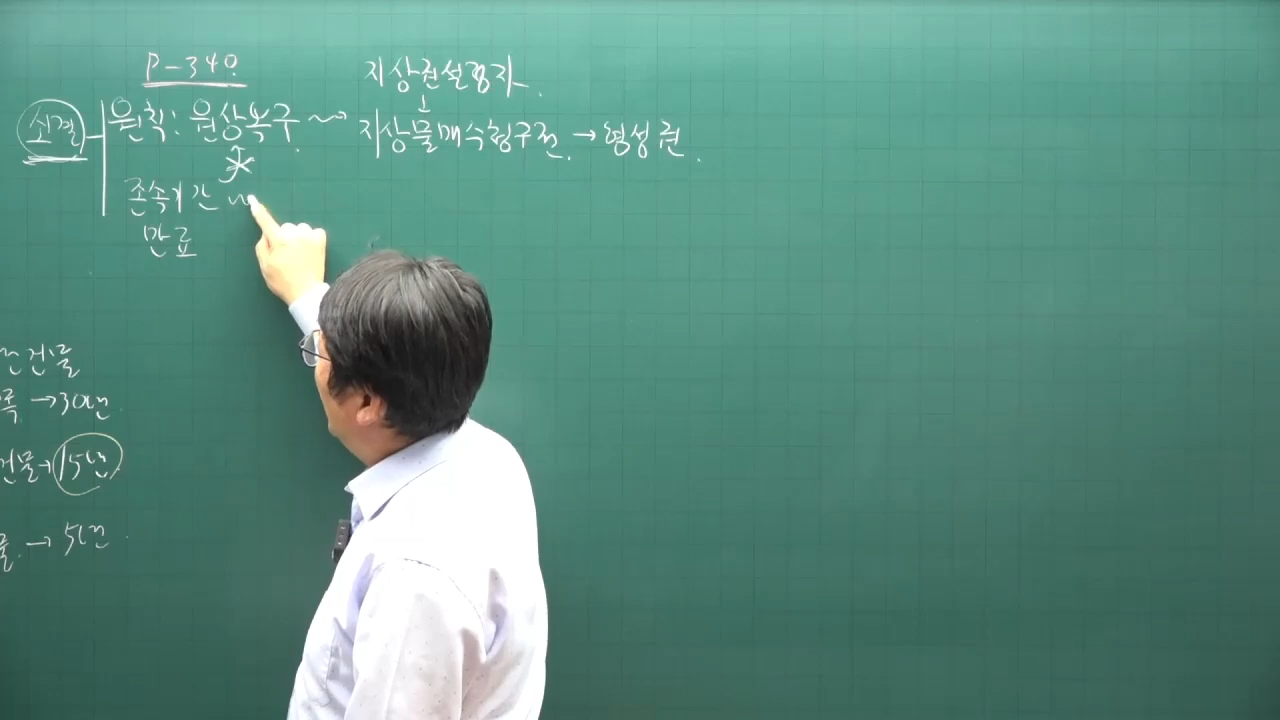 P-340
소멸
원칙: 원상복구 ~→
존속기간 ~
만료
지상권설정자.
↓
지상물매수청구권. → 형성권.
건물
목 → 30년.
건물 → 15년
물. → 5년.